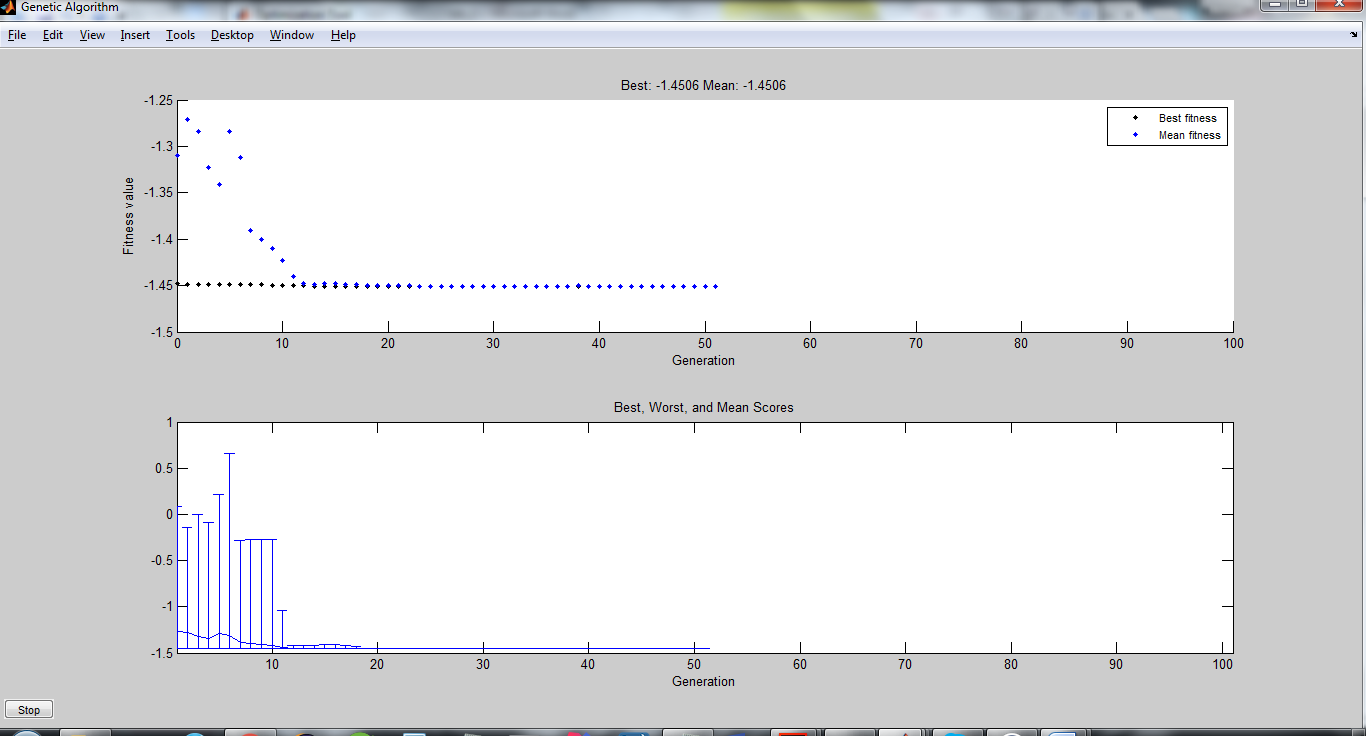 Genetic Algorithm
File Edit View Insert Tools Desktop Window Help
Best: -1.4506 Mean: -1.4506
-1.25
-1.3
-1.35
-1.4
-1.45
-1.5
Fitness value
Best fitness
Mean fitness
0 10 20 30 40 50 60 70 80 90 100
Generation
Best, Worst, and Mean Scores
1
0.5
0
-0.5
-1
-1.5
10 20 30 40 50 60 70 80 90 100
Generation
Stop